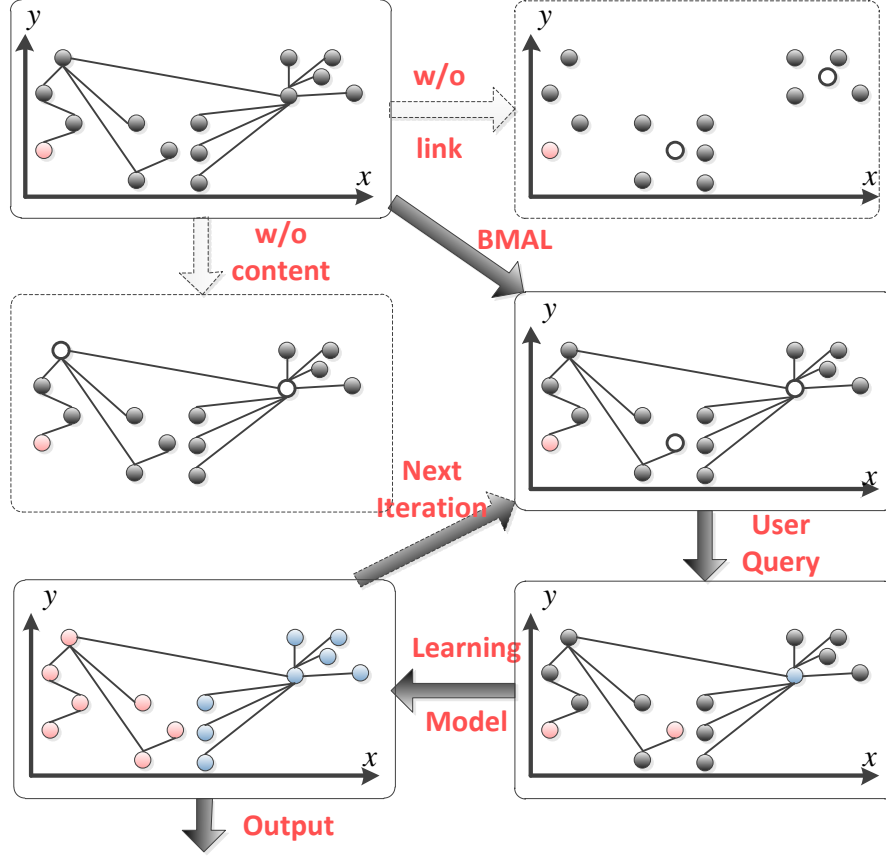 y
x
w/o
link
y
x
w/o
content
BMAL
y
x
Next
Iteration
User
Query
y
x
Learning
Model
y
x
Output